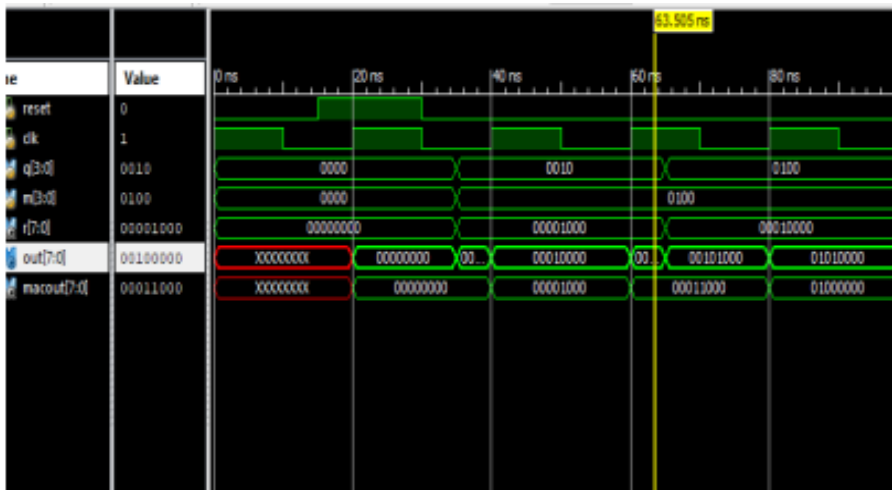 63.505 ns
ne Value 0 ns 20 ns 40 ns 60 ns 80 ns
reset 0
clk 1
q[3:0] 0010 0000 0010 0100
m[3:0] 0100 0000 0100
r[7:0] 00001000 00000000 00001000 00010000
out[7:0] 00100000 XXXXXXXX 00000000 00... 00010000 00... 00101000 01010000
macout[7:0] 00011000 XXXXXXXX 00000000 00001000 00011000 01000000